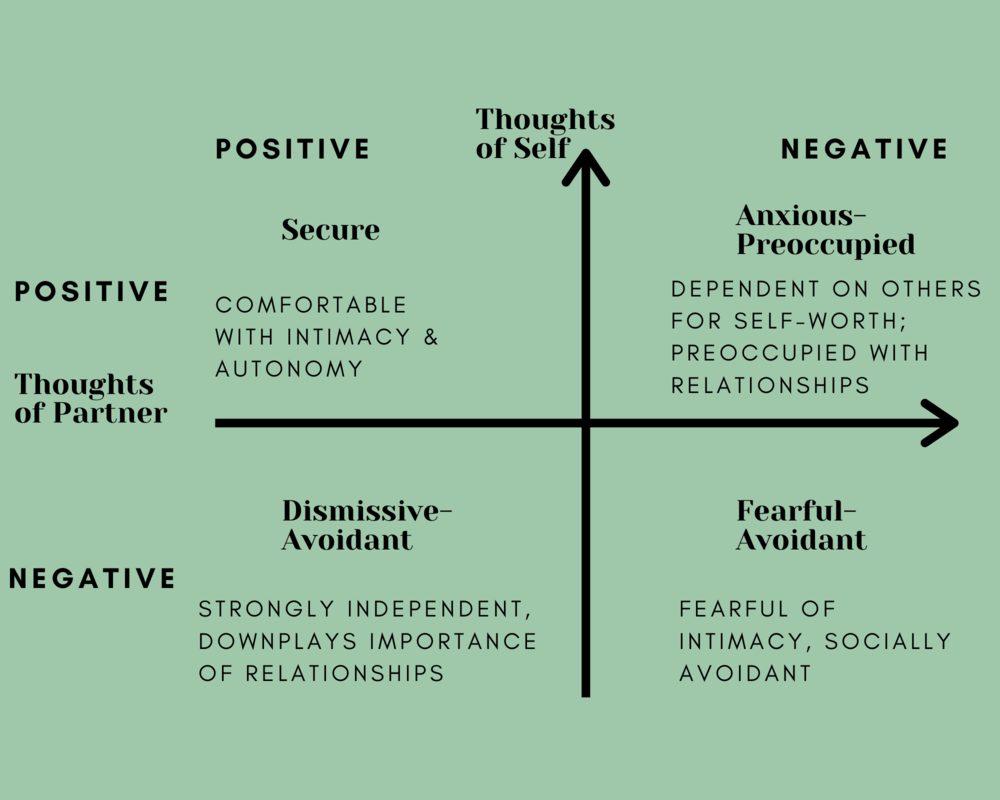 Thoughts
of Self
POSITIVE
NEGATIVE
Secure
Anxious-
Preoccupied
POSITIVE
COMFORTABLE
WITH INTIMACY &
AUTONOMY
DEPENDENT ON OTHERS
FOR SELF-WORTH;
PREOCCUPIED WITH
RELATIONSHIPS
Thoughts
of Partner
Dismissive-
Avoidant
Fearful-
Avoidant
NEGATIVE
STRONGLY INDEPENDENT,
DOWNPLAYS IMPORTANCE
OF RELATIONSHIPS
FEARFUL OF
INTIMACY, SOCIALLY
AVOIDANT